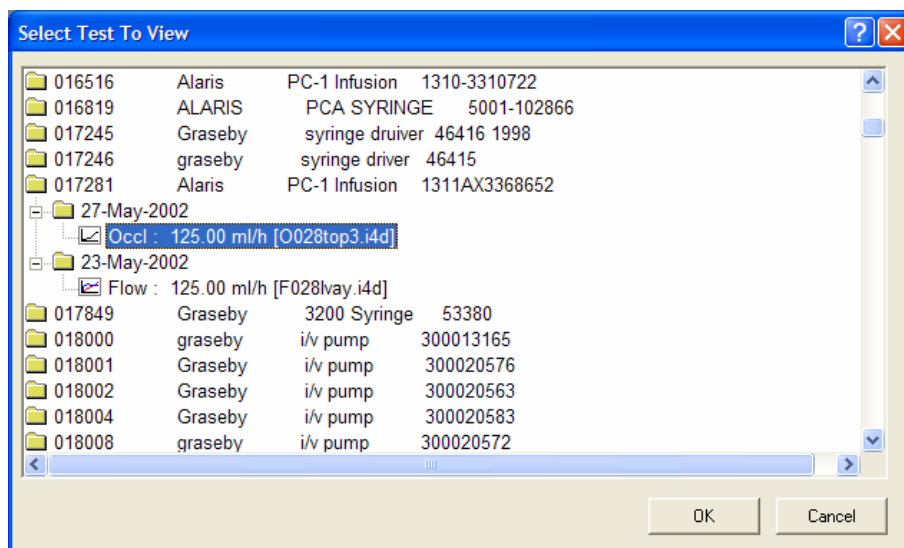 Select Test To View
016516 Alaris PC-1 Infusion 1310-3310722
016819 ALARIS PCA SYRINGE 5001-102866
017245 Graseby syringe druiver 46416 1998
017246 graseby syringe driver 46415
017281 Alaris PC-1 Infusion 1311AX3368652
27-May-2002
Occl : 125.00 ml/h [O028top3.i4d]
23-May-2002
Flow : 125.00 ml/h [F028lvay.i4d]
017849 Graseby 3200 Syringe 53380
018000 graseby i/v pump 300013165
018001 Graseby i/v pump 300020576
018002 Graseby i/v pump 300020563
018004 Graseby i/v pump 300020583
018008 graseby i/v pump 300020572
OK Cancel